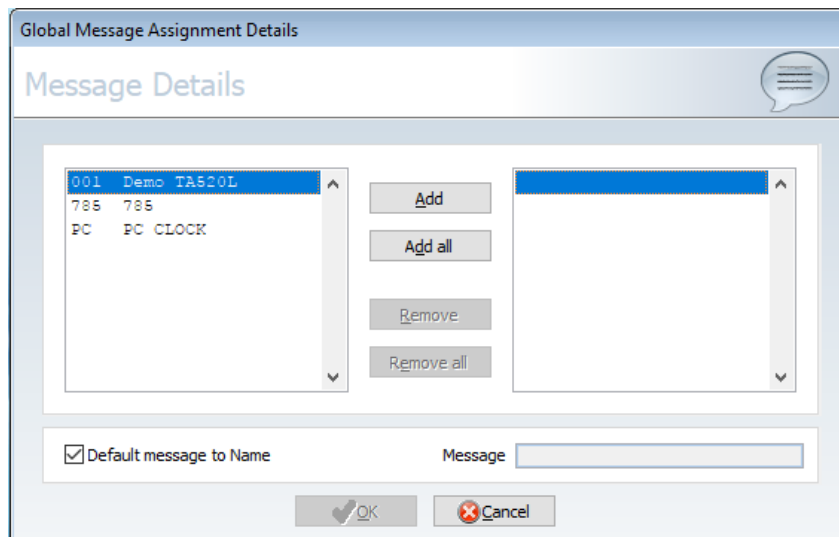 Global Message Assignment Details
Message Details
001 Demo TA520L
785 785
PC PC CLOCK
Add
Add all
Remove
Remove all
Default message to Name
Message
OK
Cancel